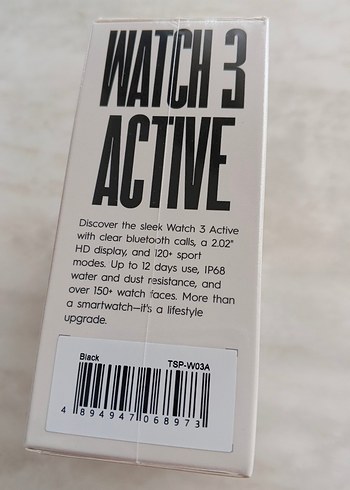 WATCH 3
ACTIVE
Discover the sleek Watch 3 Active
with clear bluetooth calls, a 2.02"
HD display, and 120+ sport
modes. Up to 12 days use, IP68
water and dust resistance, and
over 150+ watch faces. More than
a smartwatch—it's a lifestyle
upgrade.
Black TSP-W03A
4 894947 068973